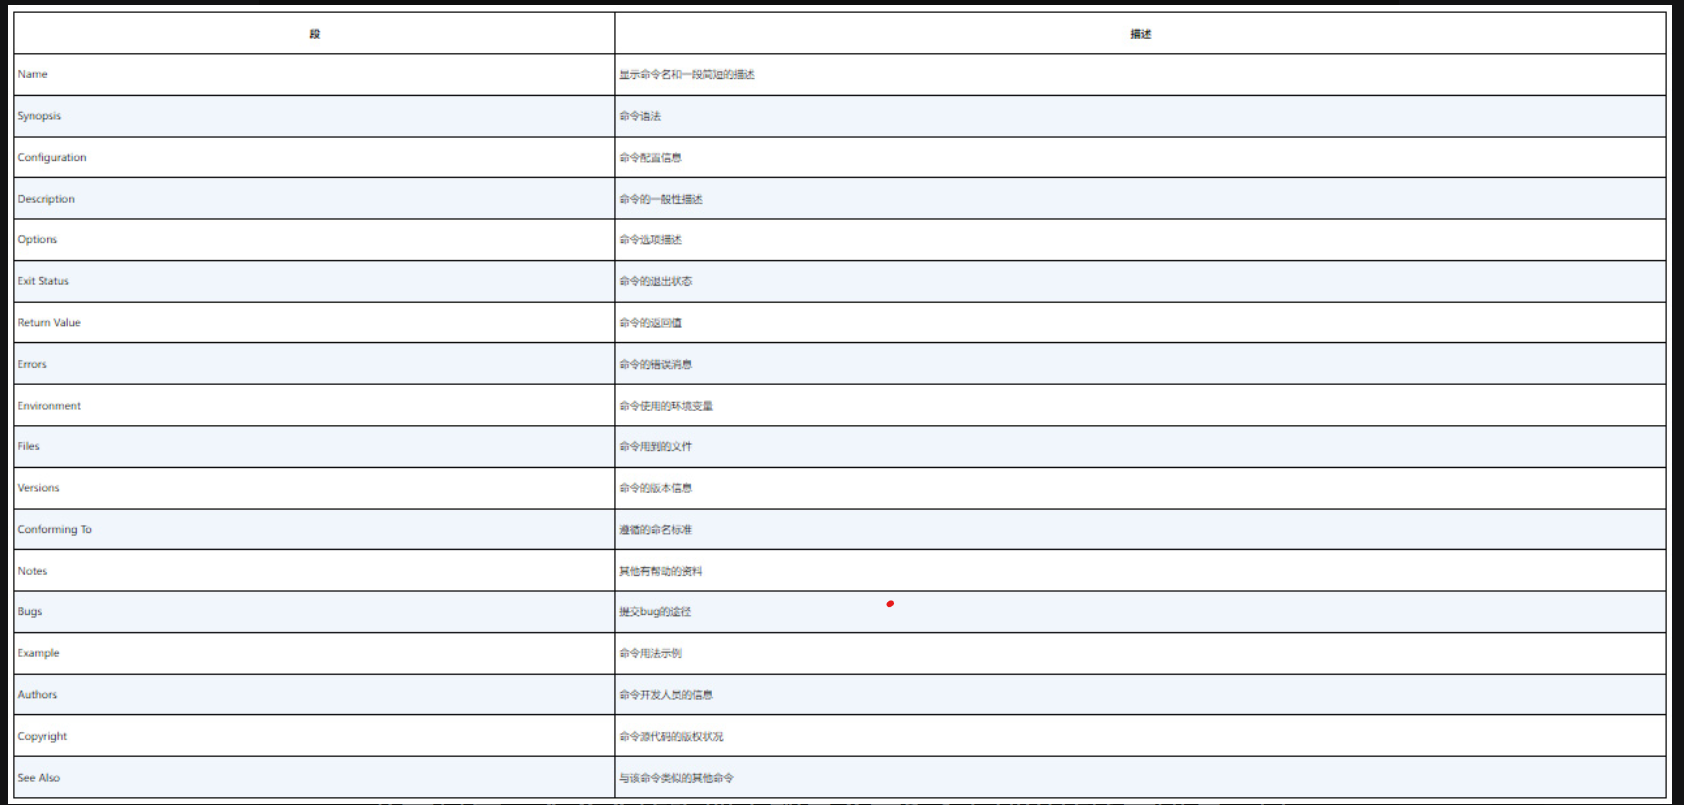 段 描述
Name 显示命令名和一段简短的描述
Synopsis 命令语法
Configuration 命令配置信息
Description 命令的一般性描述
Options 命令选项描述
Exit Status 命令的退出状态
Return Value 命令的返回值
Errors 命令的错误消息
Environment 命令使用的环境变量
Files 命令用到的文件
Versions 命令的版本信息
Conforming To 遵循的命名标准
Notes 其他有帮助的资料
Bugs 提交bug的途径
Example 命令用法示例
Authors 命令开发人员的信息
Copyright 命令源代码的版权状况
See Also 与该命令类似的其他命令